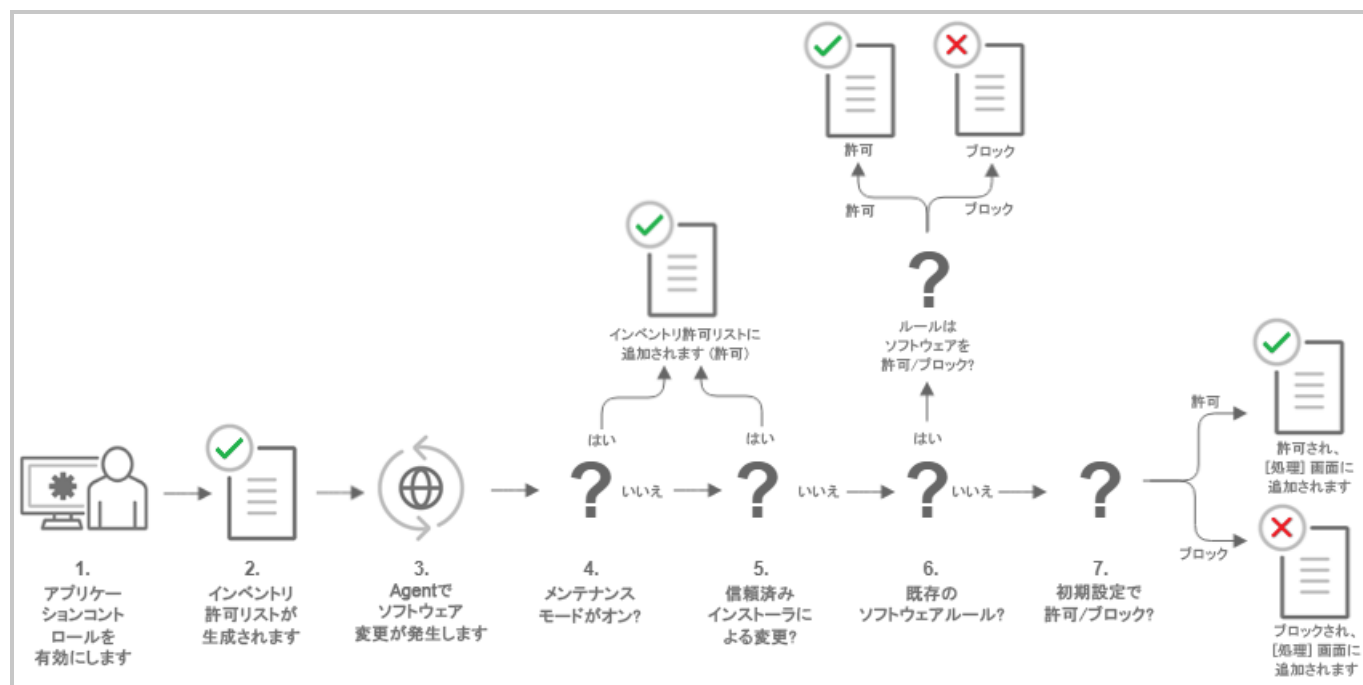 許可
ブロック
許可
ブロック
インベントリ許可リストに
追加されます (許可)
ルールは
ソフトウェアを
許可/ブロック?
はい
はい
はい
いいえ
いいえ
いいえ
許可
許可され、
[処理] 画面に
追加されます
ブロック
ブロックされ、
[処理] 画面に
追加されます
1.
アプリケー
ションコント
ロールを
有効にします
2.
インベントリ
許可リストが
生成されます
3.
Agentで
ソフトウェア
変更が発生します
4.
メンテナンス
モードがオン?
5.
信頼済み
インストーラに
よる変更?
6.
既存の
ソフトウェアルール?
7.
初期設定で
許可/ブロック?